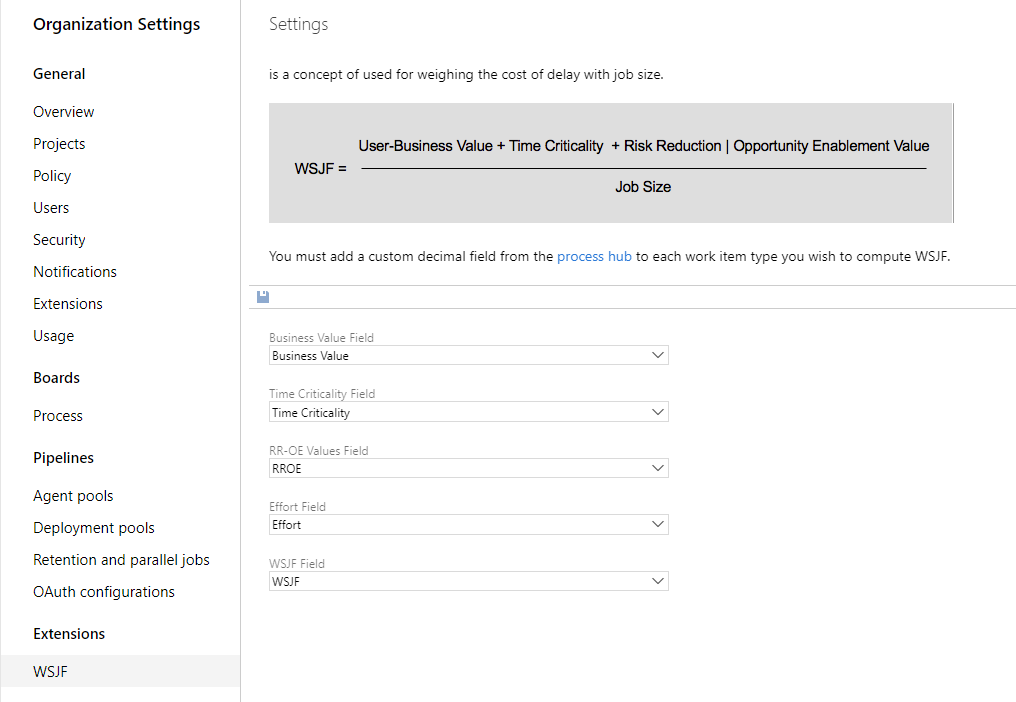 Organization Settings
General
Overview
Projects
Policy
Users
Security
Notifications
Extensions
Usage
Boards
Process
Pipelines
Agent pools
Deployment pools
Retention and parallel jobs
OAuth configurations
Extensions
WSJF
Settings
is a concept of used for weighing the cost of delay with job size.
User-Business Value + Time Criticality + Risk Reduction | Opportunity Enablement Value
WSJF =
Job Size
You must add a custom decimal field from the process hub to each work item type you wish to compute WSJF.
Business Value Field
Business Value
Time Criticality Field
Time Criticality
RR-OE Values Field
RROE
Effort Field
Effort
WSJF Field
WSJF